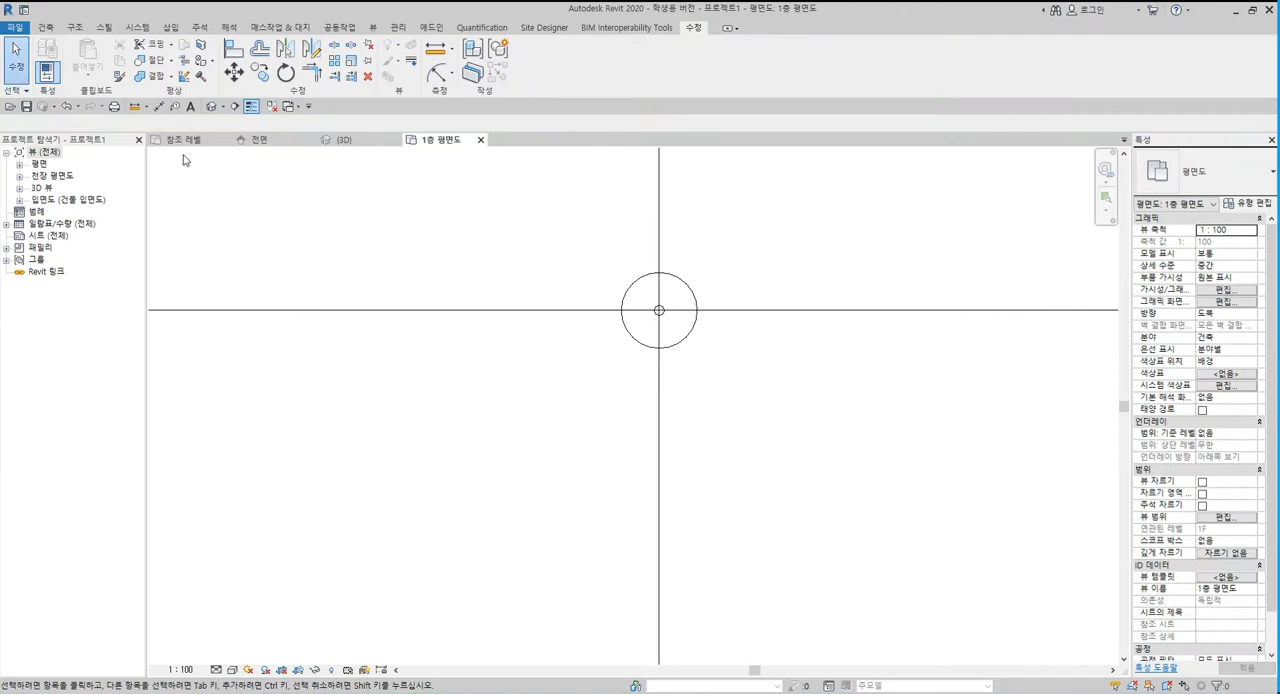 Autodesk Revit 2020 - 학생용 버전 - 프로젝트1 - 평면도: 1층 평면도
로그인
파일 건축 구조 스틸 시스템 삽입 주석 해석 매스작업 & 대지 공동작업 뷰 관리 애드인 Quantification Site Designer BIM Interoperability Tools 수정
수정
붙여넣기
코핑
절단
결합
선택 특성 클립보드 형상 수정 뷰 측정 작성
프로젝트 탐색기 - 프로젝트1
참조 레벨
전면
(3D)
1층 평면도
특성
뷰 (전체)
평면
천장 평면도
3D 뷰
입면도 (건물 입면도)
범례
일람표/수량 (전체)
시트 (전체)
패밀리
그룹
Revit 링크
평면도
평면도: 1층 평면도
유형 편집
그래픽
뷰 축척 1 : 100
축척 값 1: 100
모델 표시 보통
상세 수준 중간
부품 가시성 원본 표시
가시성/그래... 편집...
그래픽 화면... 편집...
방향 도북
벽 결합 화면... 모든 벽 결합 ...
분야 건축
은선 표시 분야별
색상표 위치 배경
색상표 <없음>
시스템 색상표 편집...
기본 해석 화... 없음
태양 경로
언더레이
범위: 기준 레벨 없음
범위: 상단 레벨 무한
언더레이 방향 아래쪽 보기
범위
뷰 자르기
자르기 영역 ...
주석 자르기
뷰 범위 편집...
연관된 레벨 1F
스코프 박스 없음
깊게 자르기 자르기 없음
ID 데이터
뷰 템플릿 <없음>
뷰 이름 1층 평면도
의존성 독립적
시트의 제목
참조 시트
참조 상세
공정
공정 필터 모두 표시
특성 도움말
적용
1 : 100
선택하려면 항목을 클릭하고, 다른 항목을 선택하려면 Tab 키, 추가하려면 Ctrl 키, 선택 취소하려면 Shift 키를 누르십시오.
:0
주모델
:0